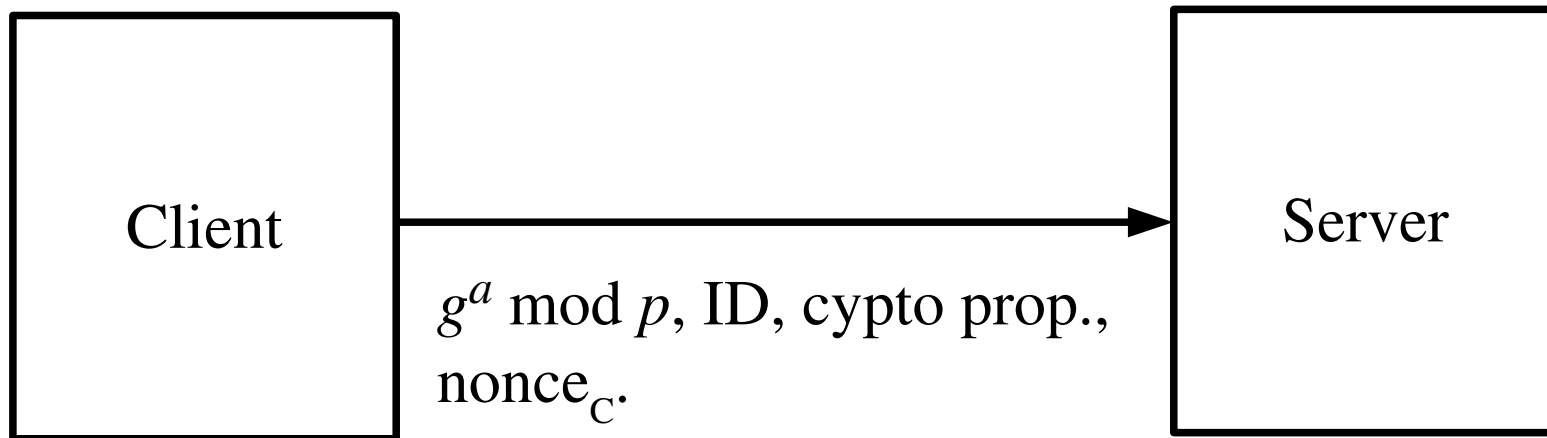 Client
Server
g^a mod p, ID, cypto prop.,
nonce_C.